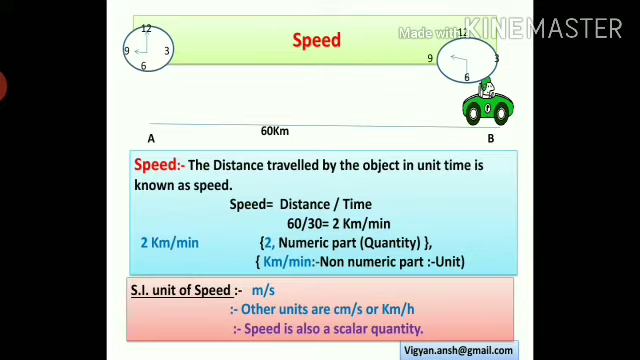 Made with KINEMASTER
Speed
12
9
3
6
12
9
3
6
60Km
A
B
Speed:- The Distance travelled by the object in unit time is
known as speed.
Speed= Distance / Time
60/30= 2 Km/min
2 Km/min {2, Numeric part (Quantity) },
{ Km/min:-Non numeric part :-Unit)
S.I. unit of Speed :- m/s
:- Other units are cm/s or Km/h
:- Speed is also a scalar quantity.
Vigyan.ansh@gmail.com